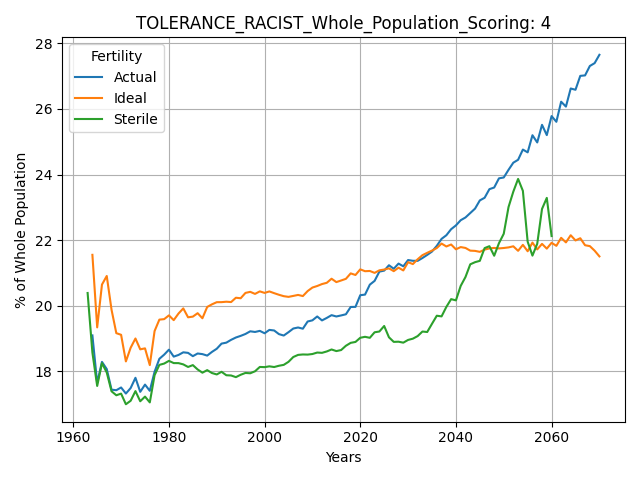 TOLERANCE_RACIST_Whole_Population_Scoring: 4
Fertility
Actual
Ideal
Sterile
% of Whole Population
28
26
24
22
20
18
1960 1980 2000 2020 2040 2060
Years